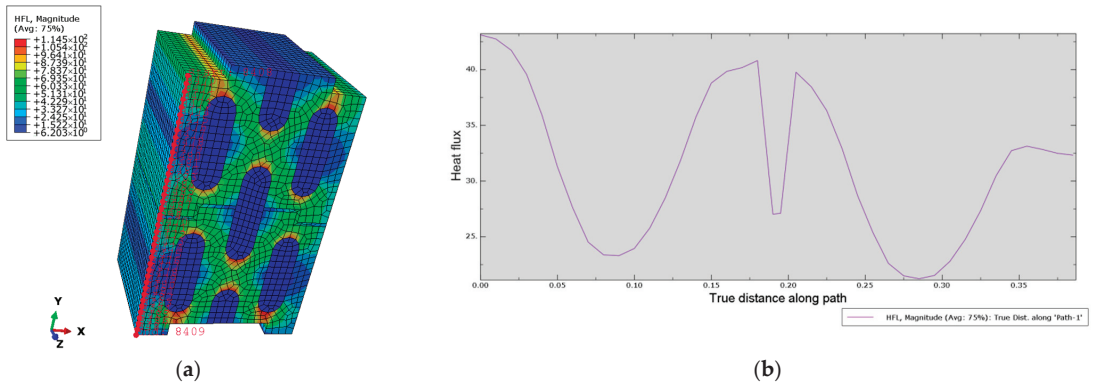 HFL, Magnitude
(Avg: 75%)
+1.145×10²
+1.054×10²
+9.641×10¹
+8.739×10¹
+7.837×10¹
+6.935×10¹
+6.033×10¹
+5.131×10¹
+4.229×10¹
+3.327×10¹
+2.425×10¹
+1.522×10¹
+6.203×10⁰
Y
X
Z
8409
(a)
40.
35.
30.
25.
Heat flux
0.00 0.05 0.10 0.15 0.20 0.25 0.30 0.35
True distance along path
HFL, Magnitude (Avg: 75%): True Dist. along 'Path-1'
(b)